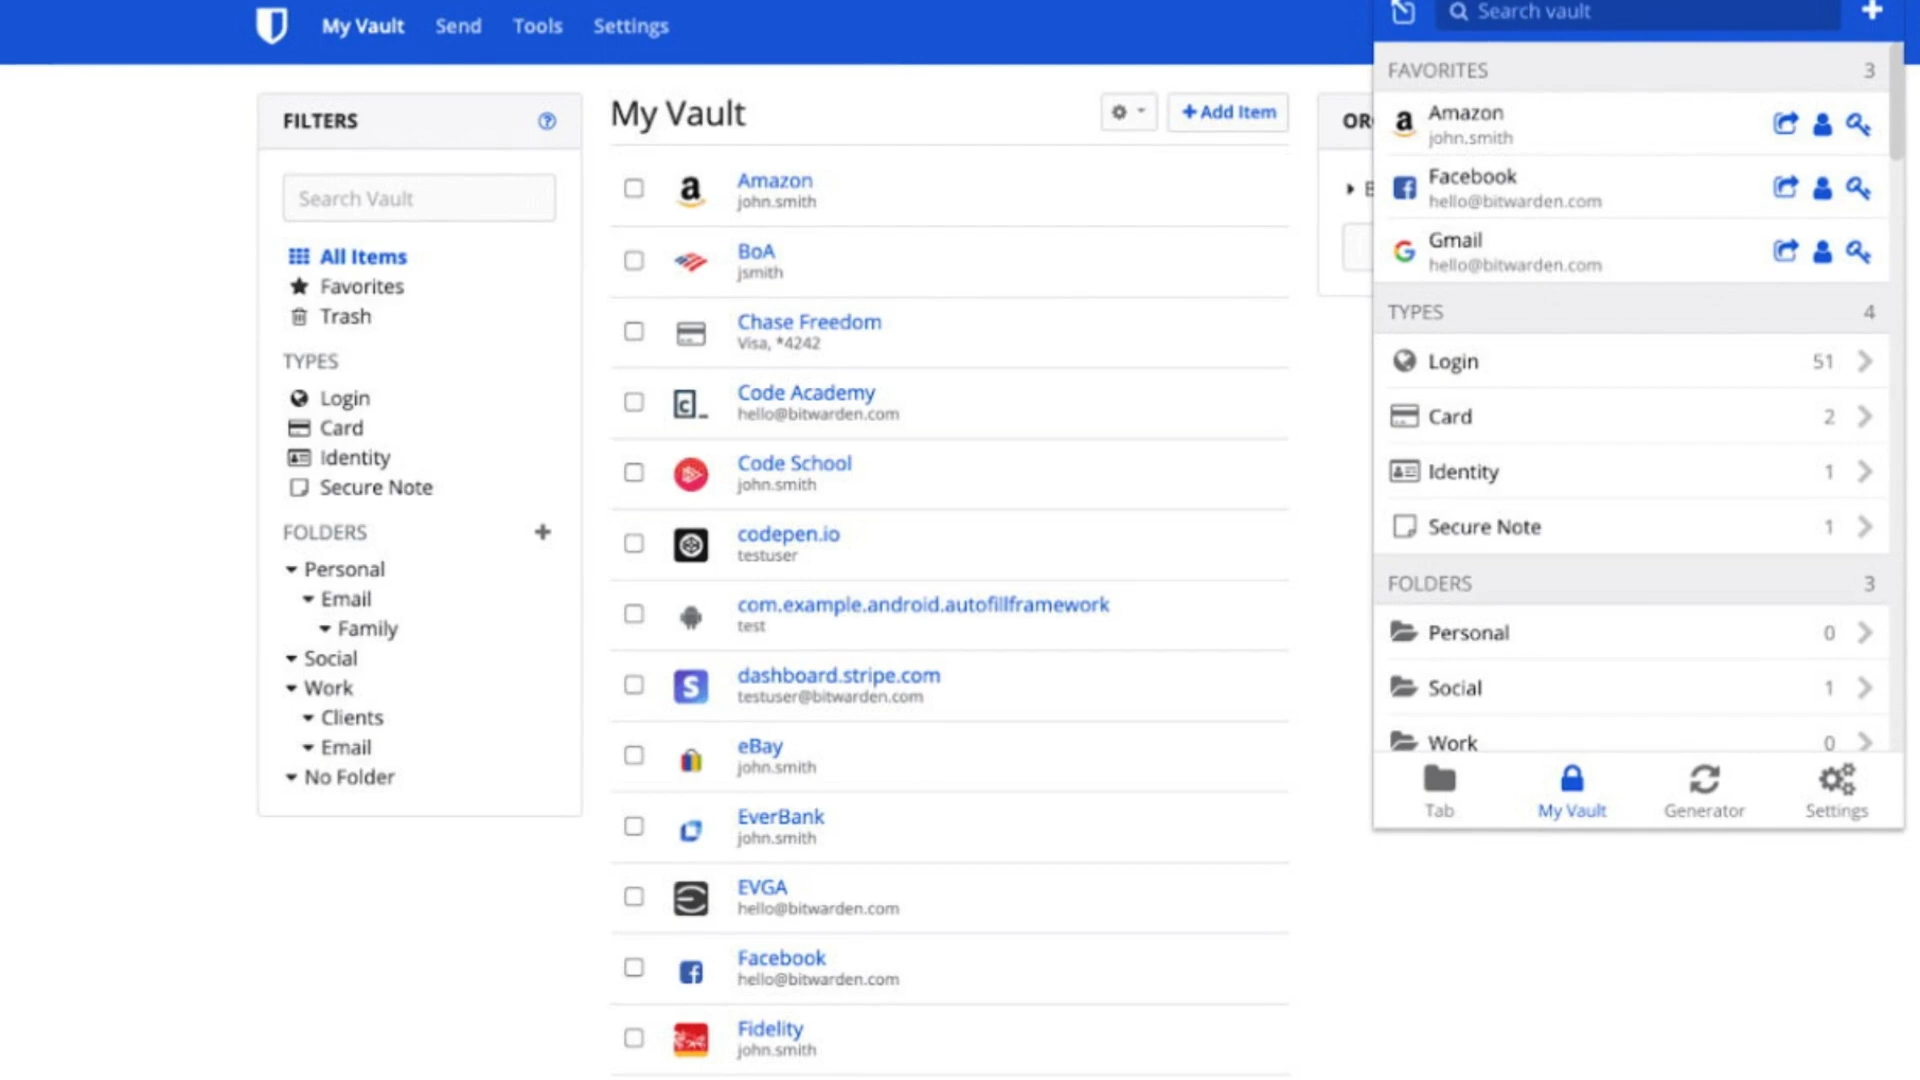 My Vault Send Tools Settings
FILTERS
Search Vault
All Items
Favorites
Trash
TYPES
Login
Card
Identity
Secure Note
FOLDERS
Personal
Email
Family
Social
Work
Clients
Email
No Folder
My Vault
+ Add Item
Amazon
john.smith
BoA
jsmith
Chase Freedom
Visa, *4242
Code Academy
hello@bitwarden.com
Code School
john.smith
codepen.io
testuser
com.example.android.autofillframework
test
dashboard.stripe.com
testuser@bitwarden.com
eBay
john.smith
EverBank
john.smith
EVGA
hello@bitwarden.com
Facebook
hello@bitwarden.com
Fidelity
john.smith
Search vault
FAVORITES 3
Amazon
john.smith
Facebook
hello@bitwarden.com
Gmail
hello@bitwarden.com
TYPES 4
Login 51
Card 2
Identity 1
Secure Note 1
FOLDERS 3
Personal 0
Social 1
Work 0
Tab My Vault Generator Settings